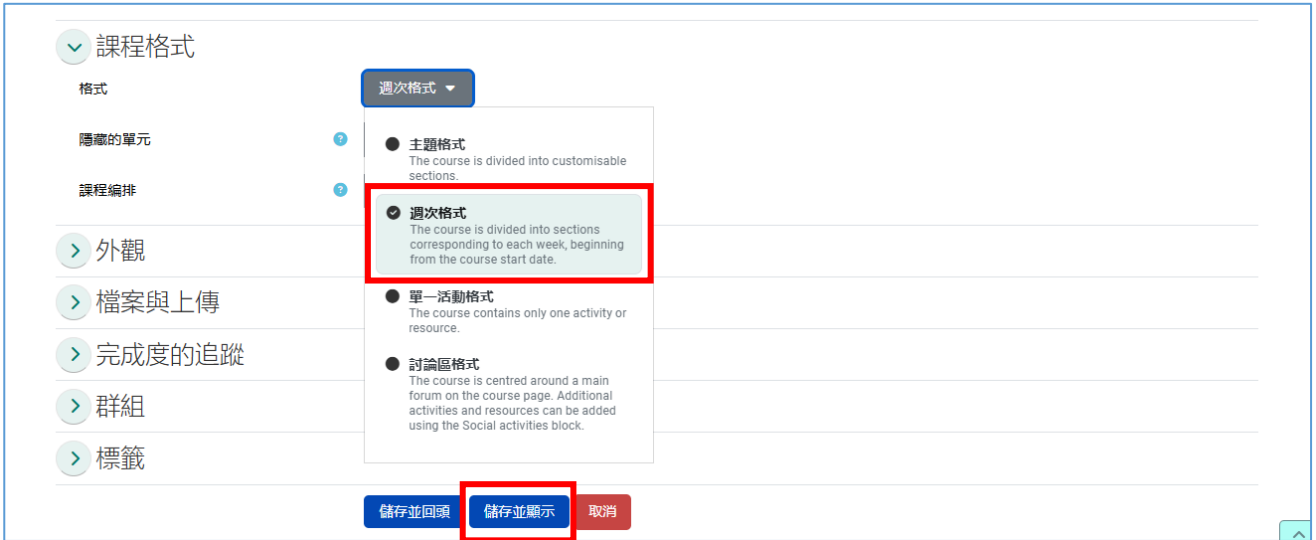 課程格式
格式
週次格式
隱藏的單元
主題格式
The course is divided into customisable
sections.
課程編排
週次格式
The course is divided into sections
corresponding to each week, beginning
from the course start date.
外觀
單一活動格式
The course contains only one activity or
resource.
檔案與上傳
完成度的追蹤
討論區格式
The course is centred around a main
forum on the course page. Additional
activities and resources can be added
using the Social activities block.
群組
標籤
儲存並回頭
儲存並顯示
取消